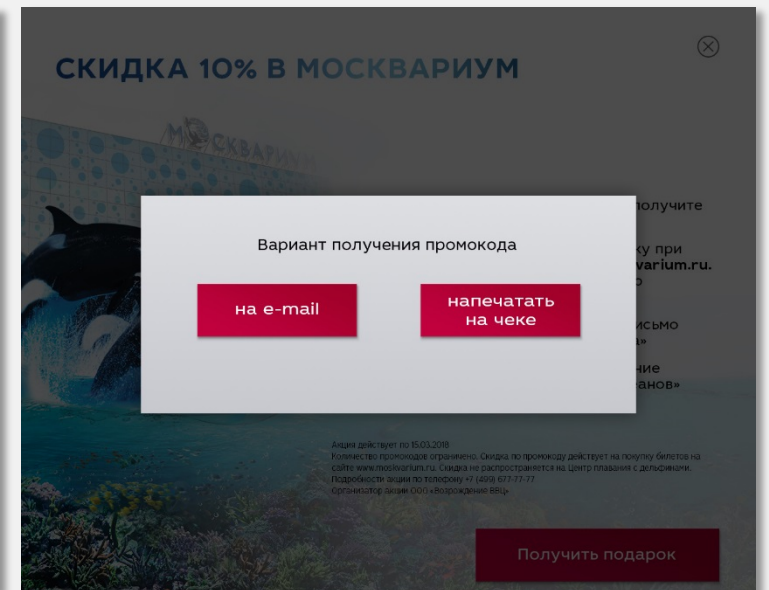 СКИДКА 10% В МОСКВАРИУМ
МОСКВАРИУМ
получите
ку при
varium.ru.
Вариант получения промокода
на e-mail
напечатать
на чеке
исьмо
ние
анов»
Акция действует по 15.03.2018
Количество промокодов ограничено. Скидка по промокоду действует на покупку билетов на
сайте www.moskvarium.ru. Скидка не распространяется на Центр плавания с дельфинами.
Подробности акции по телефону +7 (499) 677-77-77
Организатор акции ООО «Возрождение ВВЦ»
Получить подарок